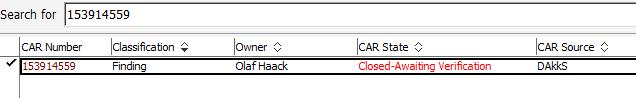 Search for 153914559
CAR Number Classification Owner CAR State CAR Source
153914559 Finding Olaf Haack Closed-Awaiting Verification DAkkS